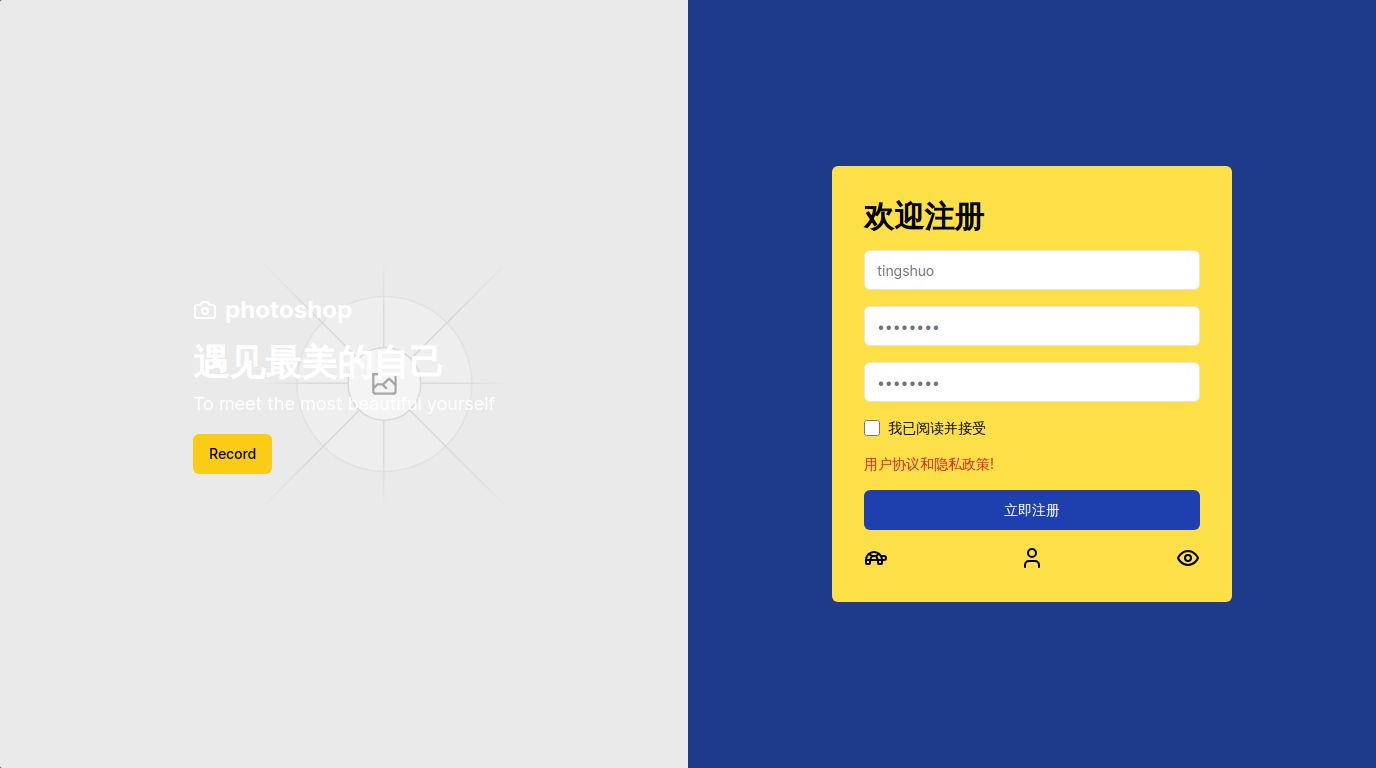 photoshop
遇见最美的自己
To meet the most beautiful yourself
Record
欢迎注册
tingshuo
••••••••
••••••••
我已阅读并接受
用户协议和隐私政策!
立即注册